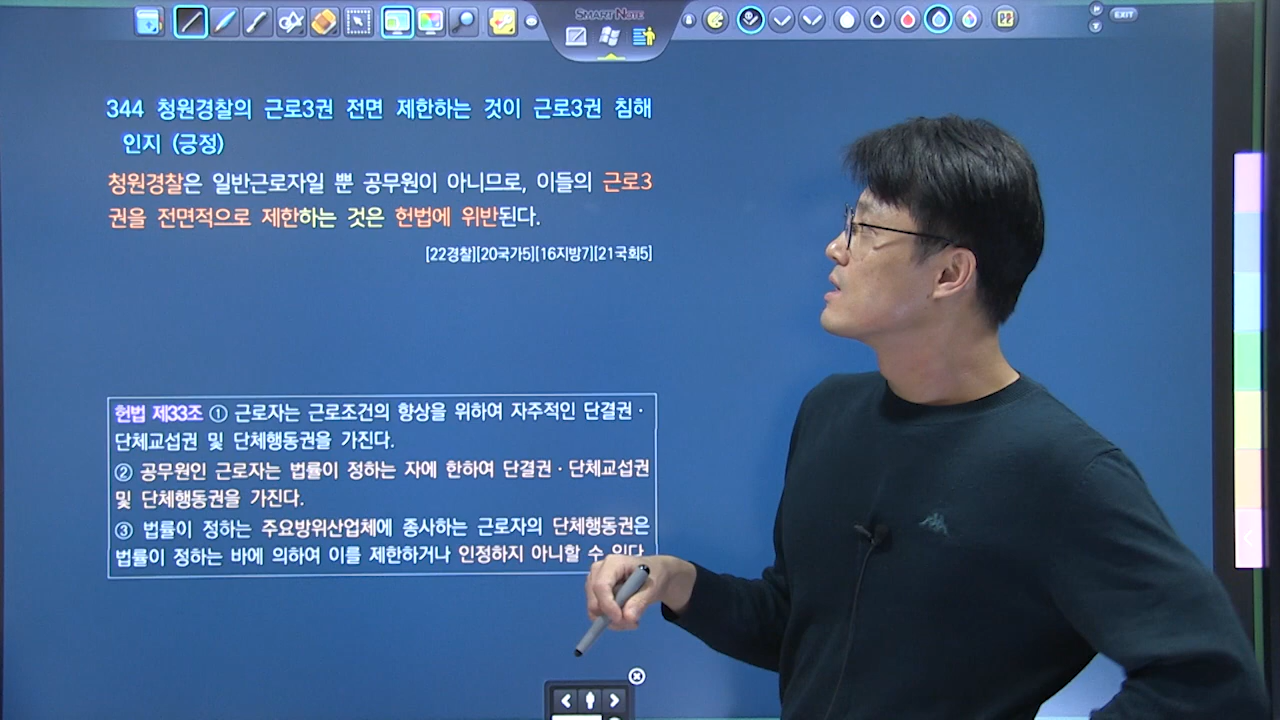 SMART NOTE
EXIT
344 청원경찰의 근로3권 전면 제한하는 것이 근로3권 침해
인지 (긍정)
청원경찰은 일반근로자일 뿐 공무원이 아니므로, 이들의 근로3
권을 전면적으로 제한하는 것은 헌법에 위반된다.
[22경찰][20국가5][16지방7][21국회5]
헌법 제33조 ① 근로자는 근로조건의 향상을 위하여 자주적인 단결권·
단체교섭권 및 단체행동권을 가진다.
② 공무원인 근로자는 법률이 정하는 자에 한하여 단결권·단체교섭권
및 단체행동권을 가진다.
③ 법률이 정하는 주요방위산업체에 종사하는 근로자의 단체행동권은
법률이 정하는 바에 의하여 이를 제한하거나 인정하지 아니할 수 있다.